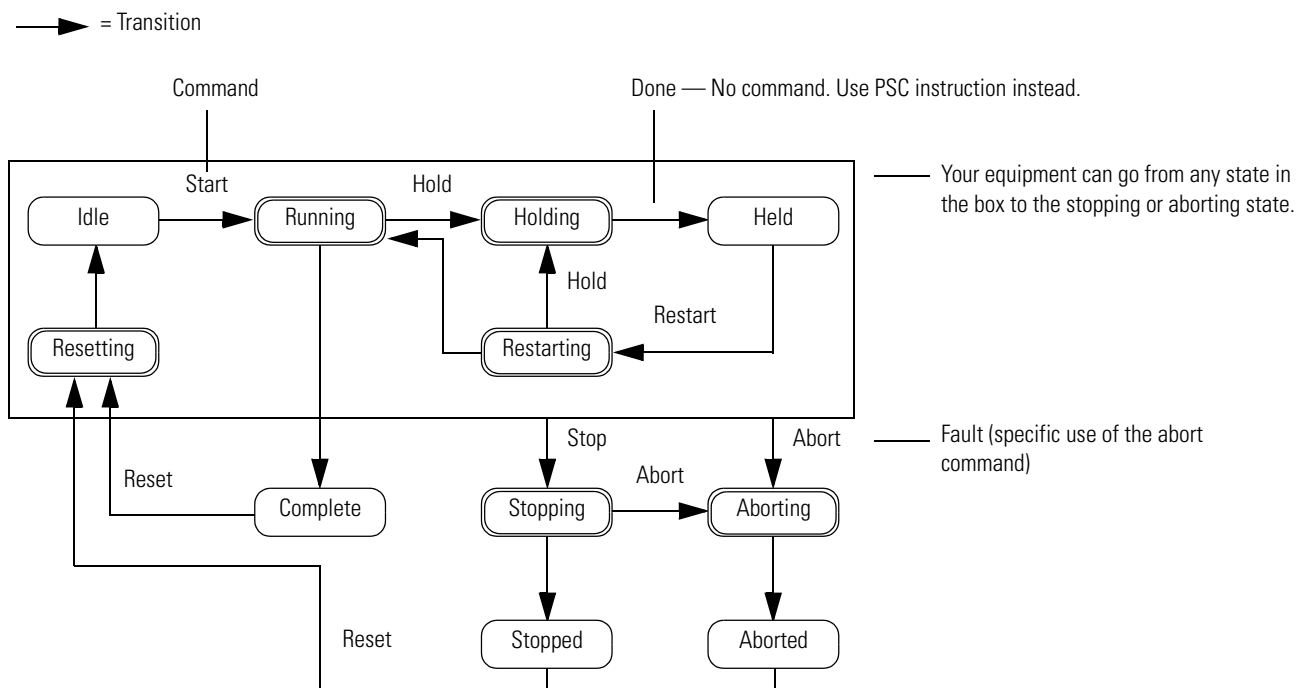 = Transition
Command
Done — No command. Use PSC instruction instead.
Your equipment can go from any state in
the box to the stopping or aborting state.
Start
Hold
Idle
Running
Holding
Held
Hold
Restart
Resetting
Restarting
Stop
Abort
Fault (specific use of the abort
command)
Reset
Abort
Complete
Stopping
Aborting
Reset
Stopped
Aborted